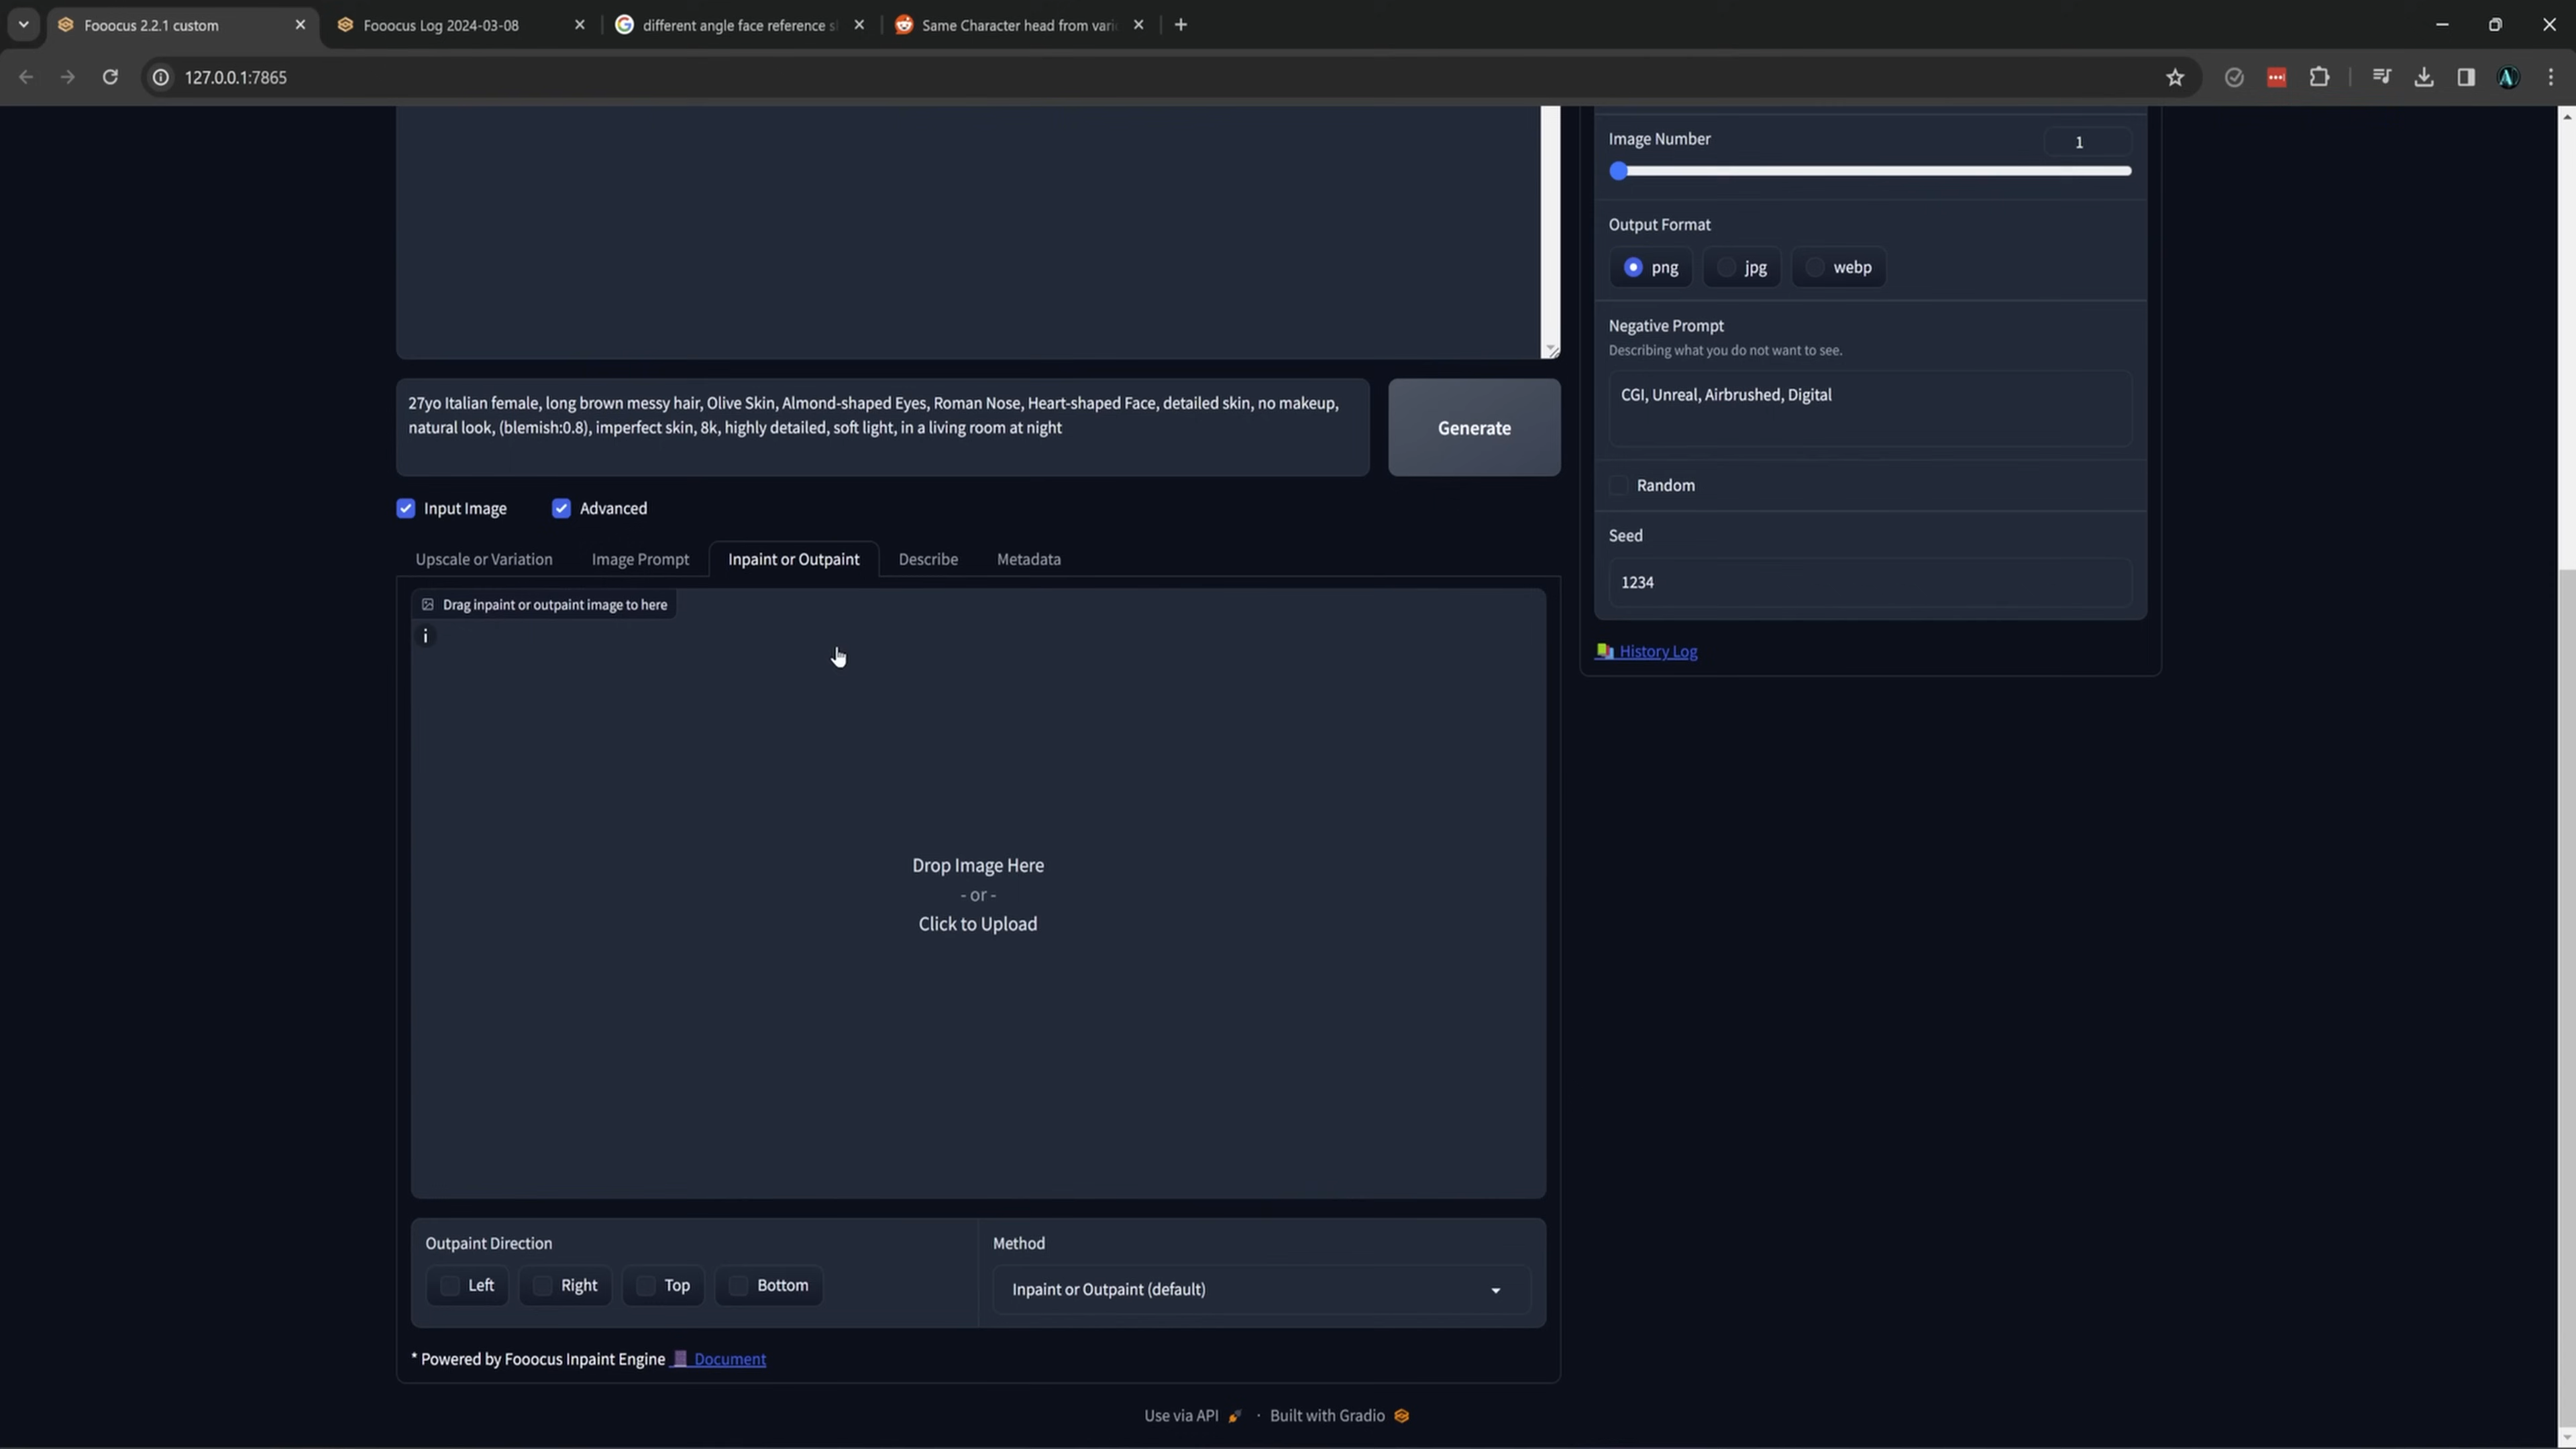 Fooocus 2.2.1 custom
Fooocus Log 2024-03-08
different angle face reference
Same Character head from
127.0.0.1:7865
Image Number
1
Output Format
png
jpg
webp
Negative Prompt
Describing what you do not want to see.
CGI, Unreal, Airbrushed, Digital
Random
Seed
1234
History Log
27yo Italian female, long brown messy hair, Olive Skin, Almond-shaped Eyes, Roman Nose, Heart-shaped Face, detailed skin, no makeup,
natural look, (blemish:0.8), imperfect skin, 8k, highly detailed, soft light, in a living room at night
Generate
Input Image
Advanced
Upscale or Variation
Image Prompt
Inpaint or Outpaint
Describe
Metadata
Drag inpaint or outpaint image to here
i
Drop Image Here
- or -
Click to Upload
Outpaint Direction
Left
Right
Top
Bottom
Method
Inpaint or Outpaint (default)
* Powered by Fooocus Inpaint Engine Document
Use via API · Built with Gradio